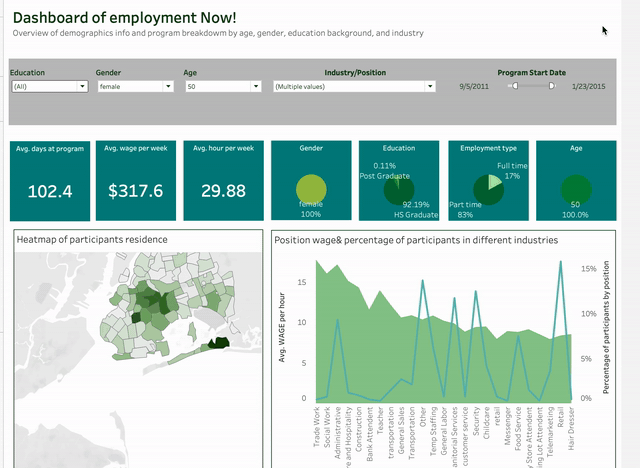 Dashboard of employment Now!
Overview of demographics info and program breakdowm by age, gender, education background, and industry
Education Gender Age Industry/Position Program Start Date
(All) female 50 (Multiple values) 9/5/2011 1/23/2015
Avg. days at program
102.4
Avg. wage per week
$317.6
Avg. hour per week
29.88
Gender
female
100%
Education
0.11%
Post Graduate
92.19%
HS Graduate
Employment type
Full time
17%
Part time
83%
Age
50
100.0%
Heatmap of participants residence
Position wage& percentage of participants in different industries
Avg. WAGE per hour
15
10
5
0
15%
10%
5%
0%
Percentage of participants by position
Trade Work
Social Work
Administrative
re and Hospitality
Construction
Bank Attendent
Teacher
transportation
General Sales
Transportation
Other
Temp Staffing
General Labor
anitorial Services
customer service
Security
Childcare
retail
Messenger
Food Service
y Store Attendent
ing Lot Attendent
Telemarketing
Retail
Hair Dresser